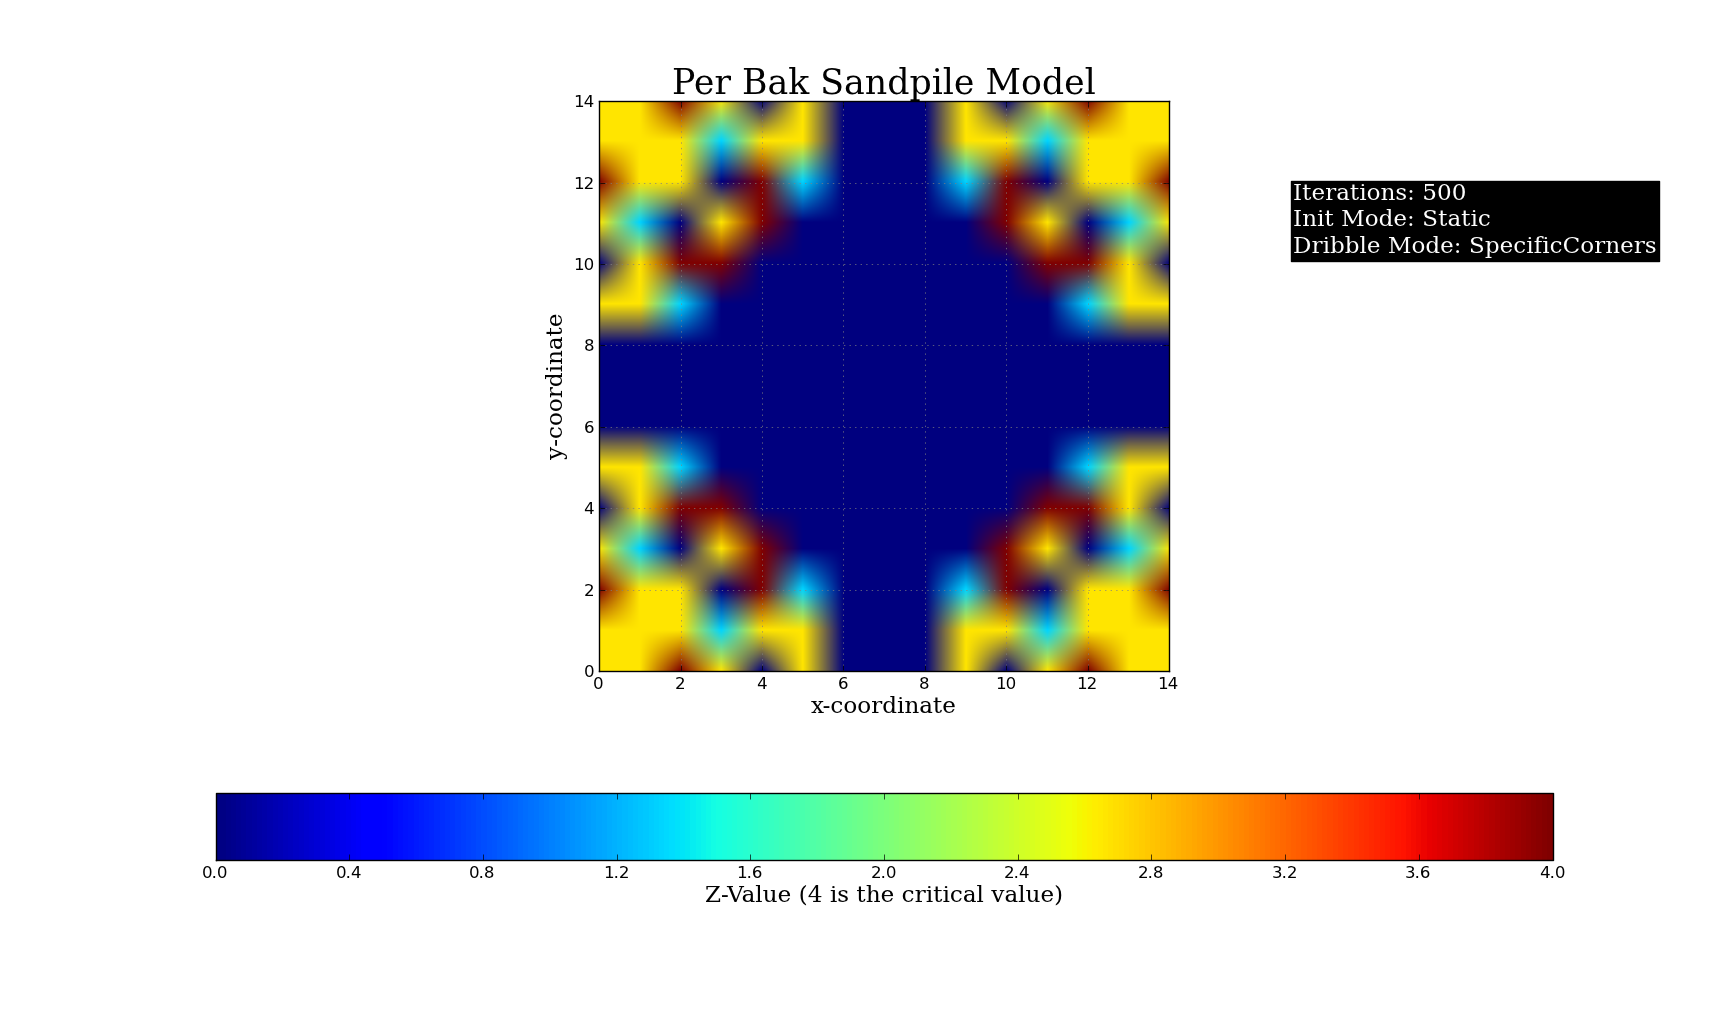 Per Bak Sandpile Model
14
12
10
8
6
4
2
0
y-coordinate
0 2 4 6 8 10 12 14
x-coordinate
Iterations: 500
Init Mode: Static
Dribble Mode: SpecificCorners
0.0 0.4 0.8 1.2 1.6 2.0 2.4 2.8 3.2 3.6 4.0
Z-Value (4 is the critical value)